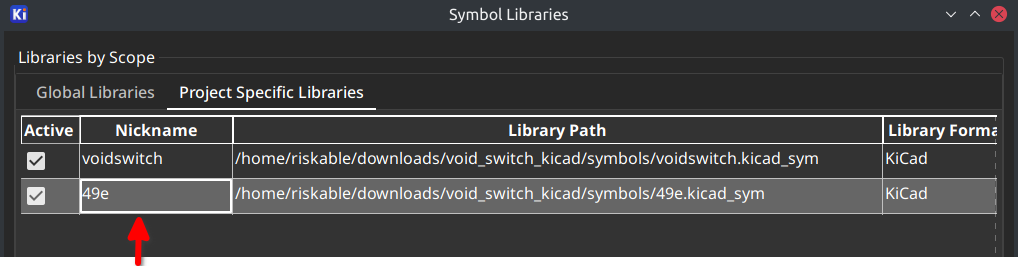 Ki
Symbol Libraries
Libraries by Scope
Global Libraries
Project Specific Libraries
Active Nickname Library Path Library Forma
voidswitch /home/riskable/downloads/void_switch_kicad/symbols/voidswitch.kicad_sym KiCad
49e /home/riskable/downloads/void_switch_kicad/symbols/49e.kicad_sym KiCad